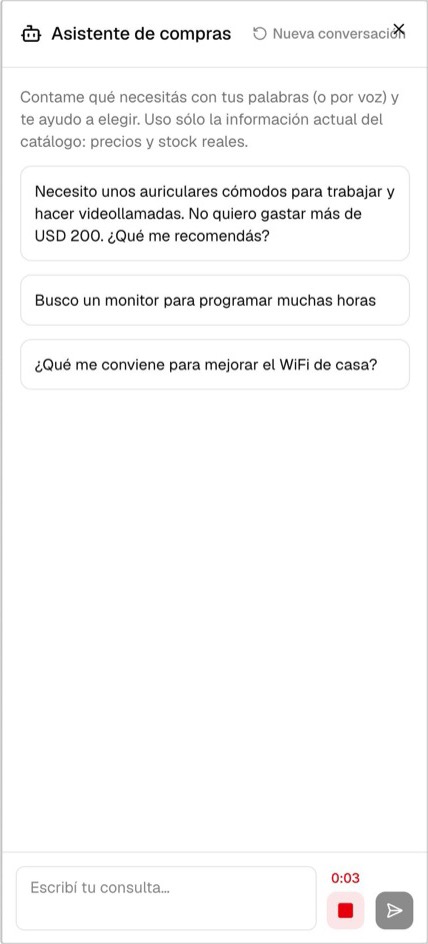 Asistente de compras
Nueva conversación
Contame qué necesitás con tus palabras (o por voz) y
te ayudo a elegir. Uso sólo la información actual del
catálogo: precios y stock reales.
Necesito unos auriculares cómodos para trabajar y
hacer videollamadas. No quiero gastar más de
USD 200. ¿Qué me recomendás?
Busco un monitor para programar muchas horas
¿Qué me conviene para mejorar el WiFi de casa?
0:03
Escribí tu consulta...